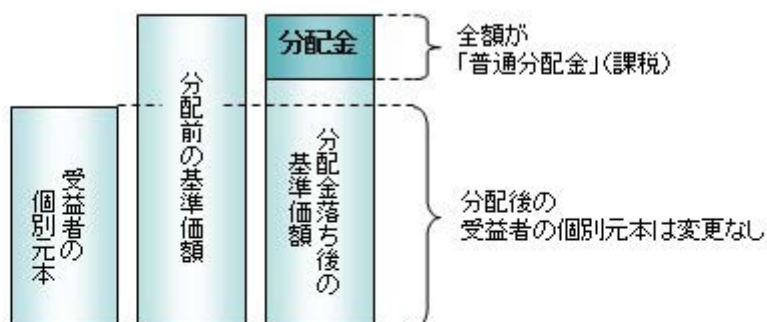 分配金
全額が
「普通分配金」(課税)
分配前の基準価額
受益者の
個別元本
分配金落ち後の
基準価額
分配後の
受益者の個別元本は変更なし